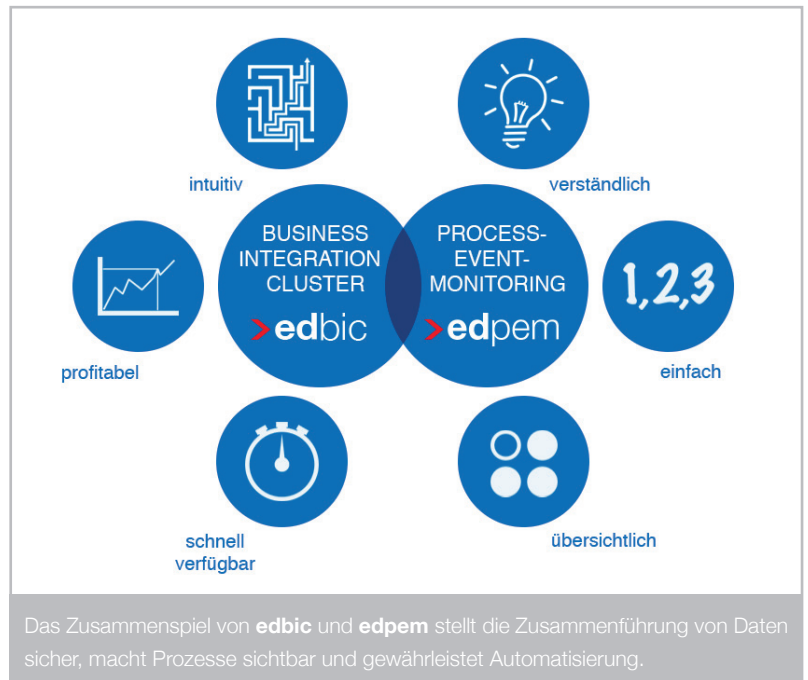 intuitiv
verständlich
BUSINESS
INTEGRATION
CLUSTER
>edbic
PROCESS-
EVENT-
MONITORING
>edpem
1,2,3
profitabel
einfach
schnell
verfügbar
übersichtlich
Das Zusammenspiel von edbic und edpem stellt die Zusammenführung von Daten
sicher, macht Prozesse sichtbar und gewährleistet Automatisierung.